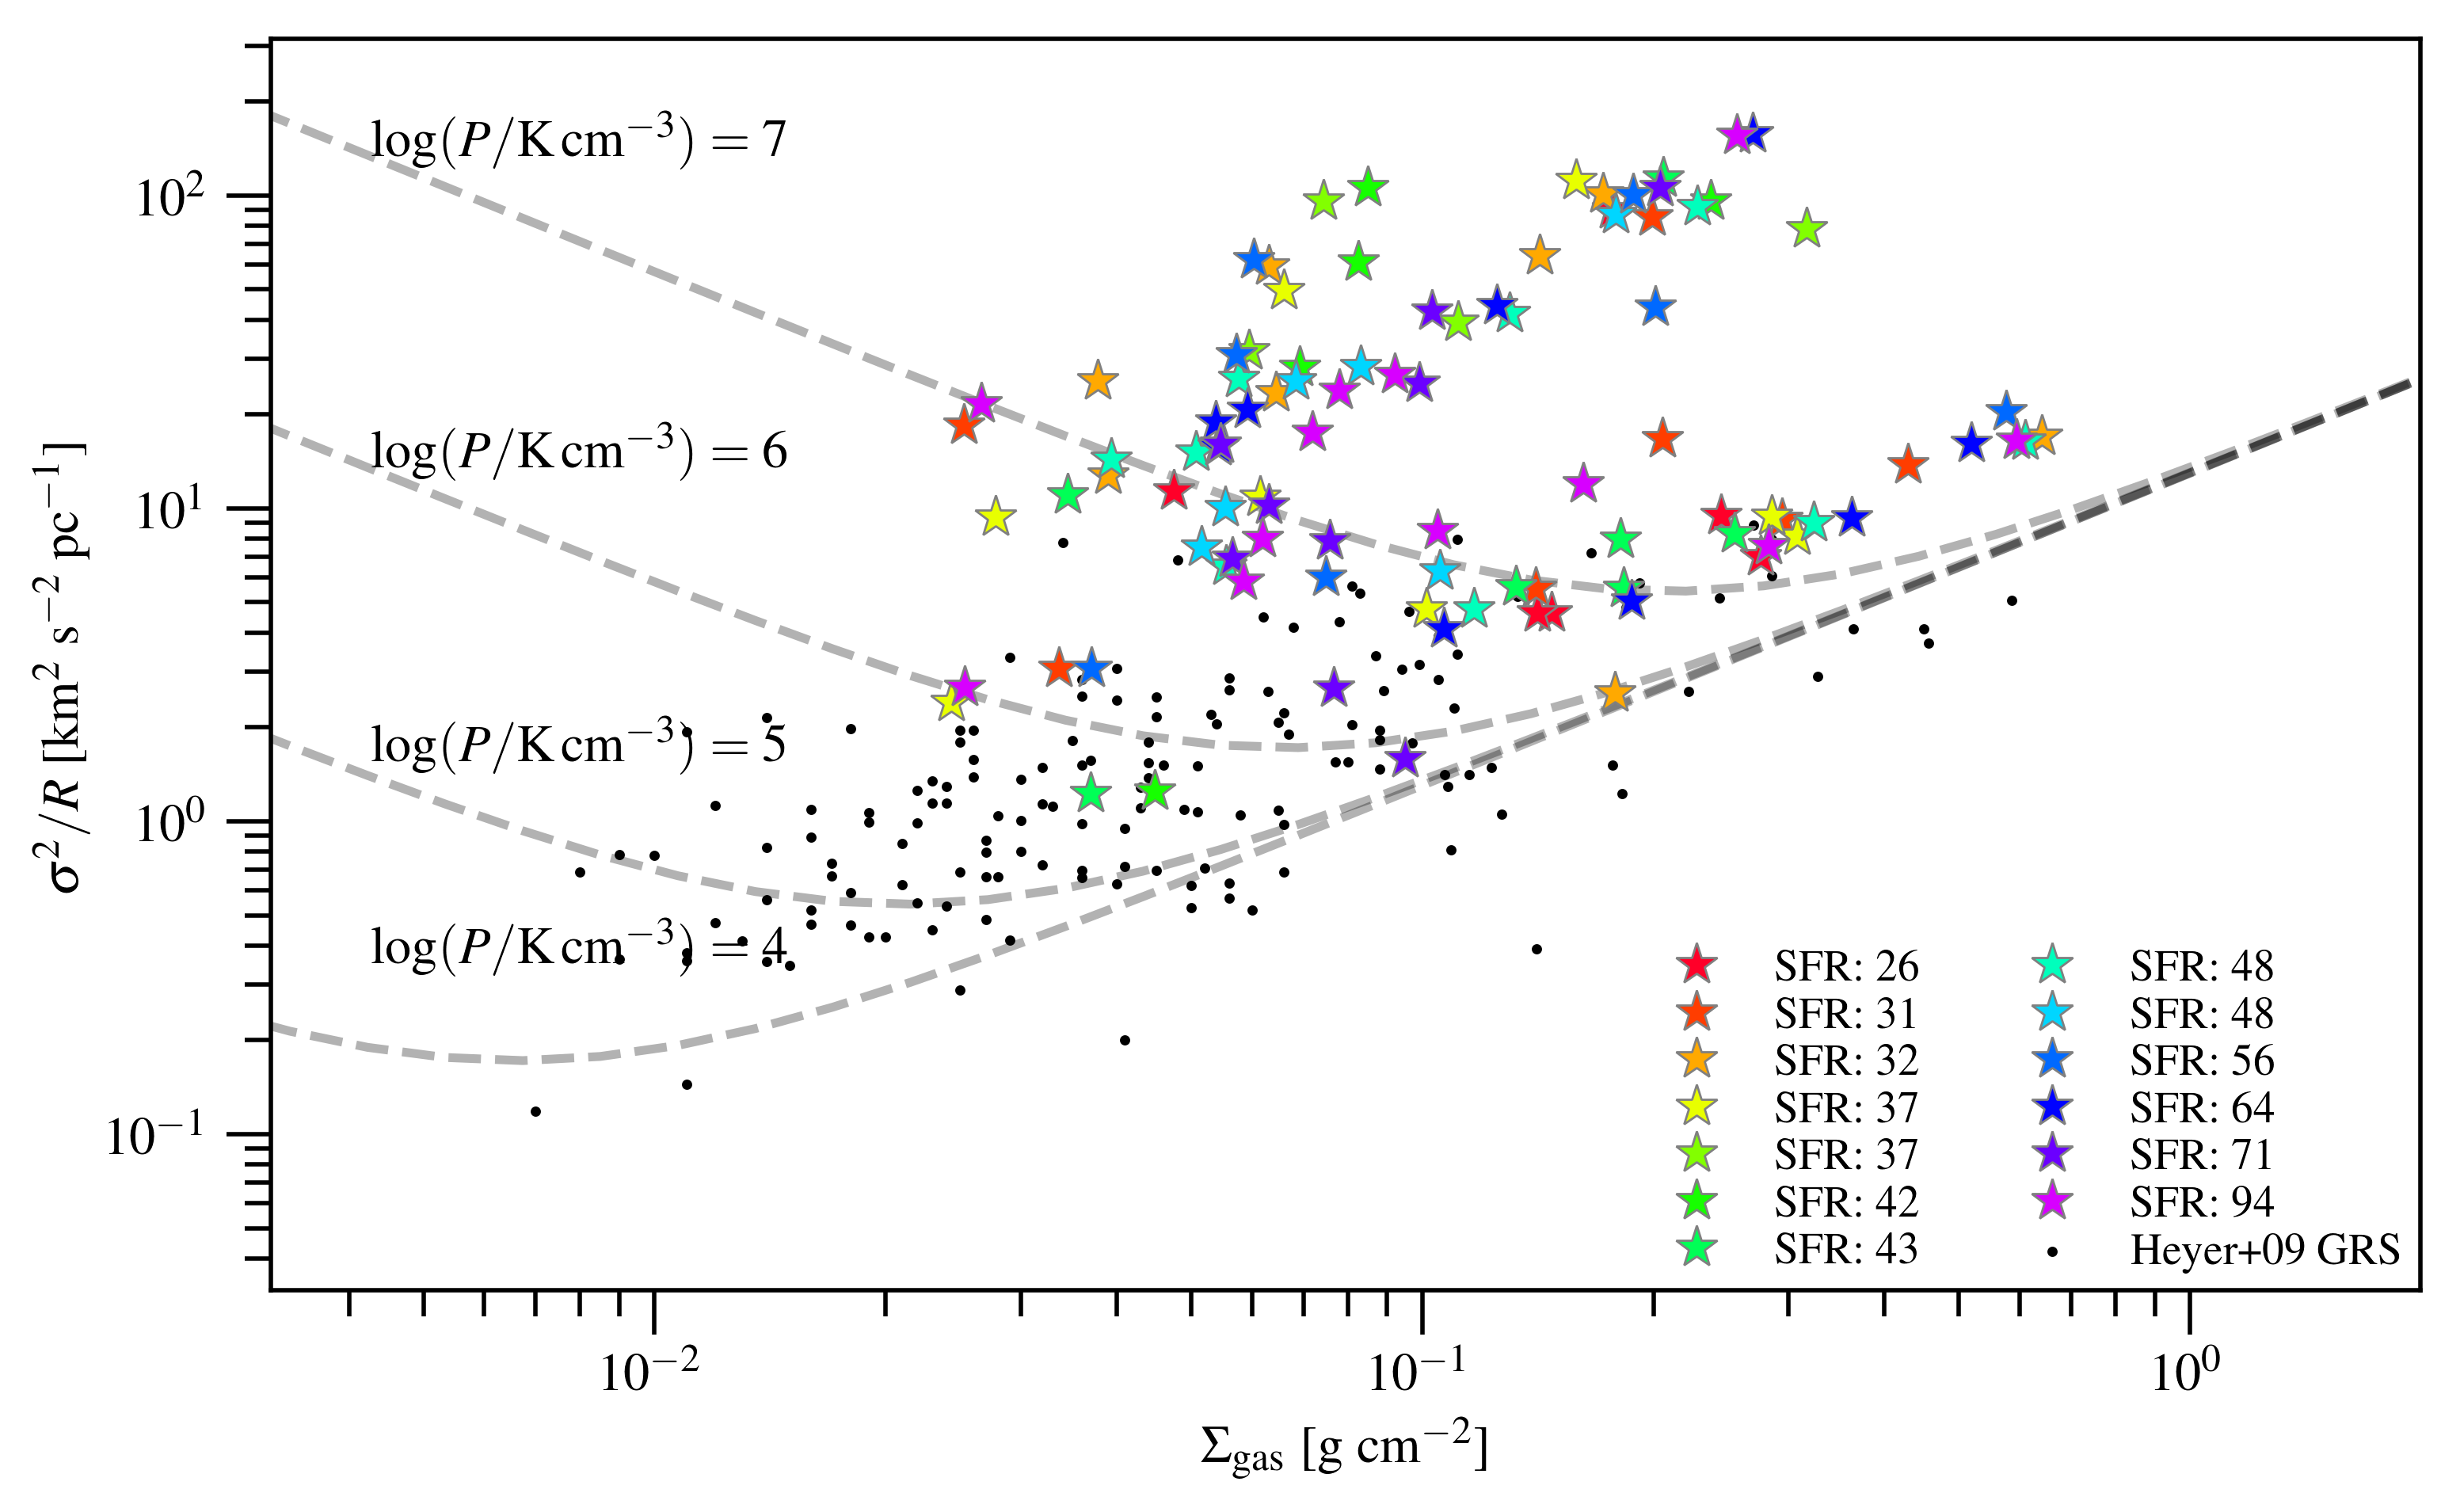 log(P/K cm⁻³) = 7
10²
log(P/K cm⁻³) = 6
10¹
log(P/K cm⁻³) = 5
10⁰
log(P/K cm⁻³) = 4
10⁻¹
σ²/R [km² s⁻² pc⁻¹]
SFR: 26
SFR: 31
SFR: 32
SFR: 37
SFR: 37
SFR: 42
SFR: 43
SFR: 48
SFR: 48
SFR: 56
SFR: 64
SFR: 71
SFR: 94
Heyer+09 GRS
10⁻² 10⁻¹ 10⁰
Σgas [g cm⁻²]